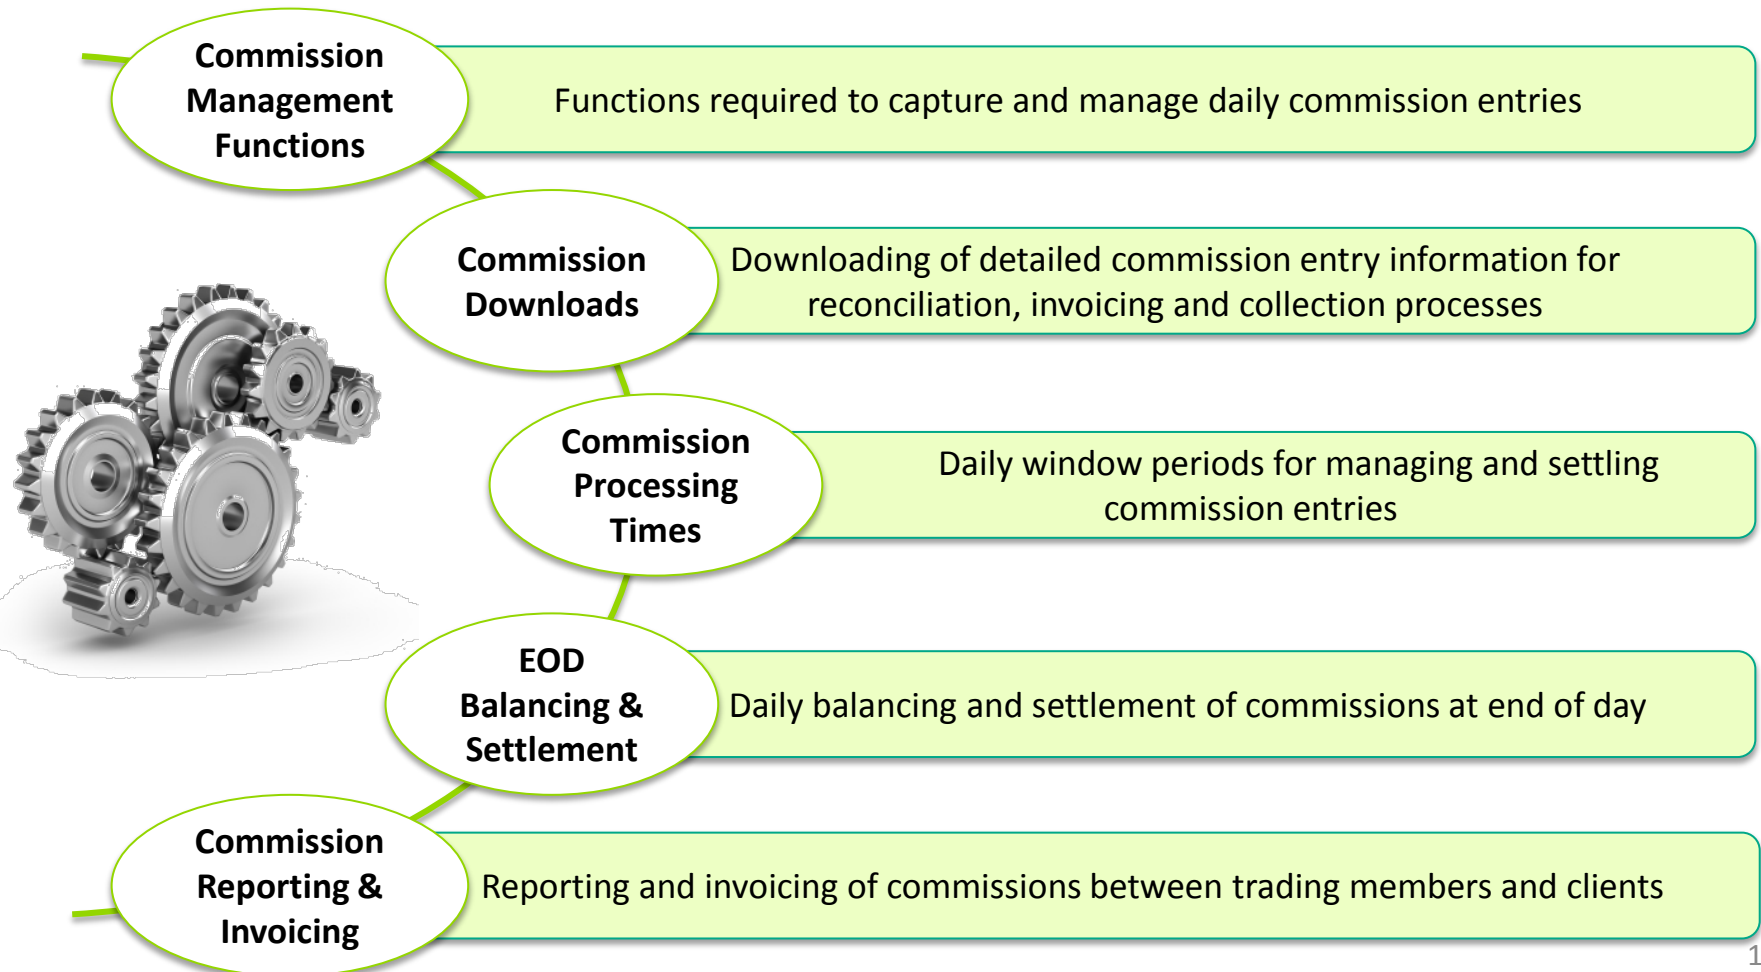 Commission
Management
Functions
Functions required to capture and manage daily commission entries
Commission
Downloads
Downloading of detailed commission entry information for
reconciliation, invoicing and collection processes
Commission
Processing
Times
Daily window periods for managing and settling
commission entries
EOD
Balancing &
Settlement
Daily balancing and settlement of commissions at end of day
Commission
Reporting &
Invoicing
Reporting and invoicing of commissions between trading members and clients
1